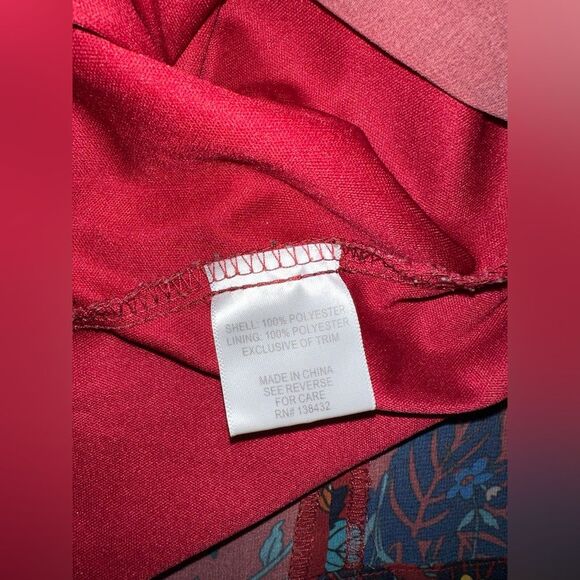 SHELL: 100% POLYESTER
LINING: 100% POLYESTER
EXCLUSIVE OF TRIM
MADE IN CHINA
SEE REVERSE
FOR CARE
RN# 138432